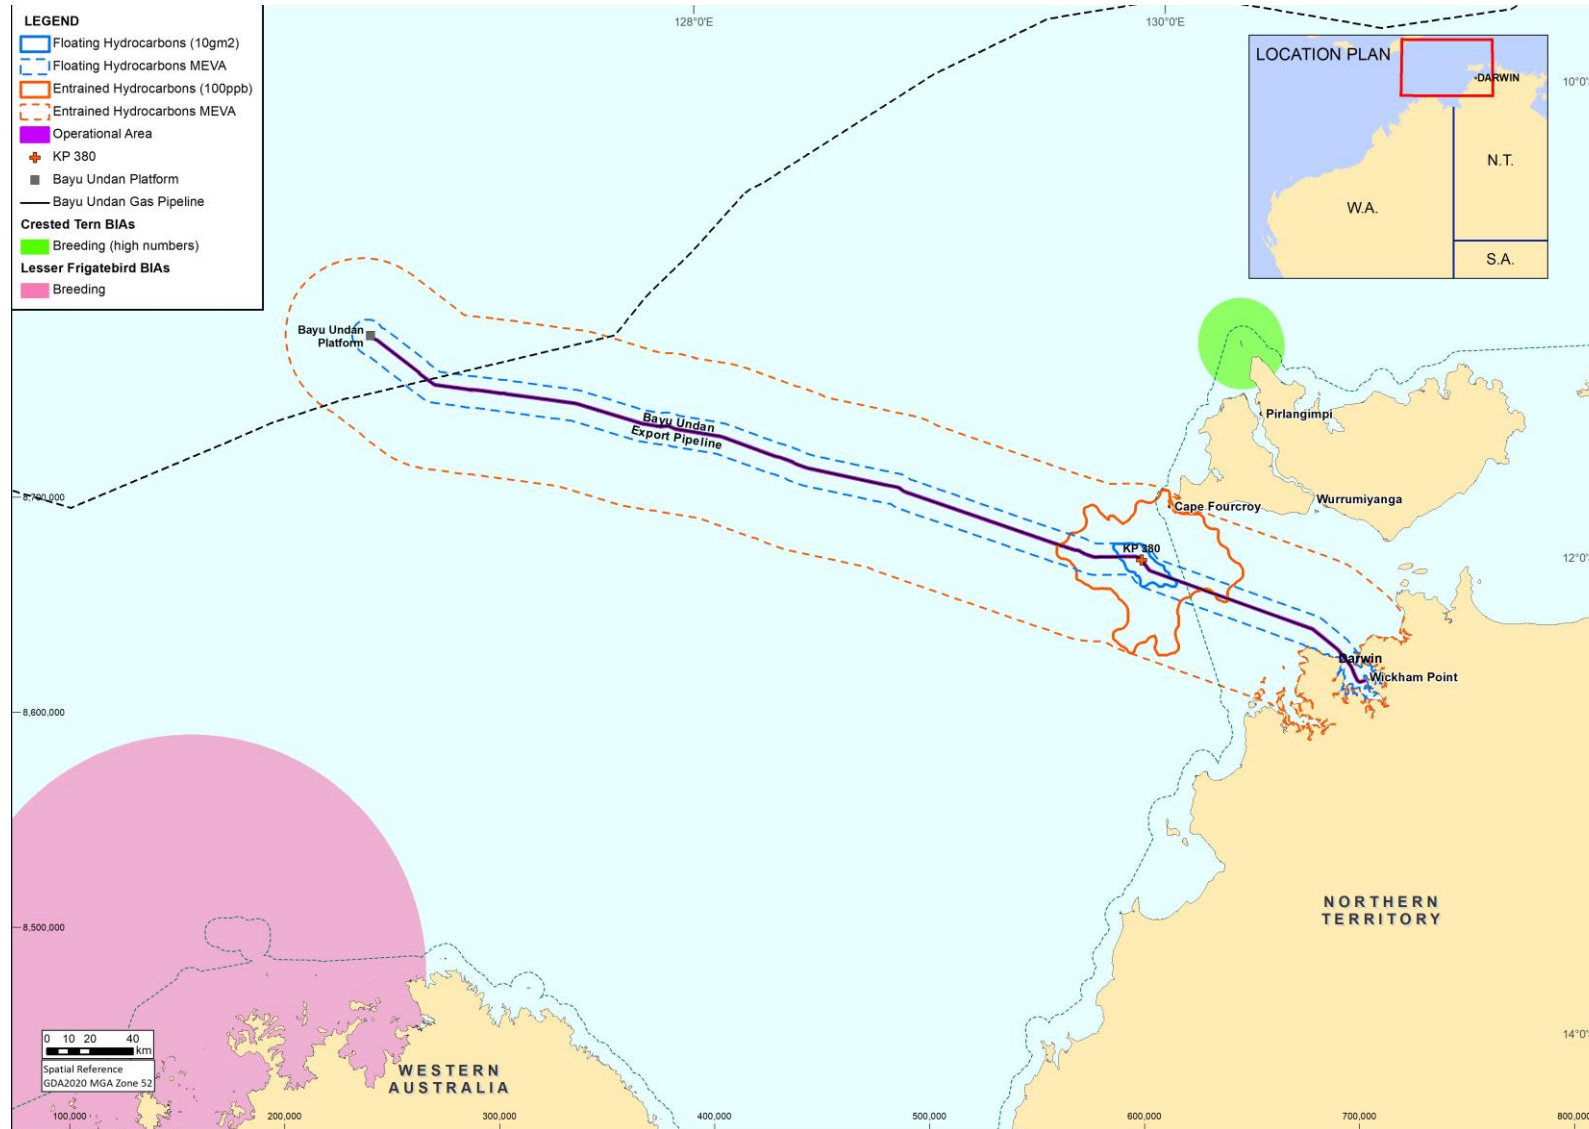 LEGEND
Floating Hydrocarbons (10gm2)
Floating Hydrocarbons MEVA
Entrained Hydrocarbons (100ppb)
Entrained Hydrocarbons MEVA
Operational Area
KP 380
Bayu Undan Platform
Bayu Undan Gas Pipeline
Crested Tern BIAs
Breeding (high numbers)
Lesser Frigatebird BIAs
Breeding
128°0'E
130°0'E
LOCATION PLAN
DARWIN
N.T.
W.A.
S.A.
10°0'S
Bayu Undan
Platform
Bayu Undan
Export Pipeline
Pirlangimpi
Wurrumiyanga
Cape Fourcroy
KP 380
12°0'S
Darwin
Wickham Point
8,700,000
8,600,000
8,500,000
NORTHERN
TERRITORY
WESTERN
AUSTRALIA
14°0'S
0 10 20 40
km
Spatial Reference
GDA2020 MGA Zone 52
100,000
200,000
300,000
400,000
500,000
600,000
700,000
800,000